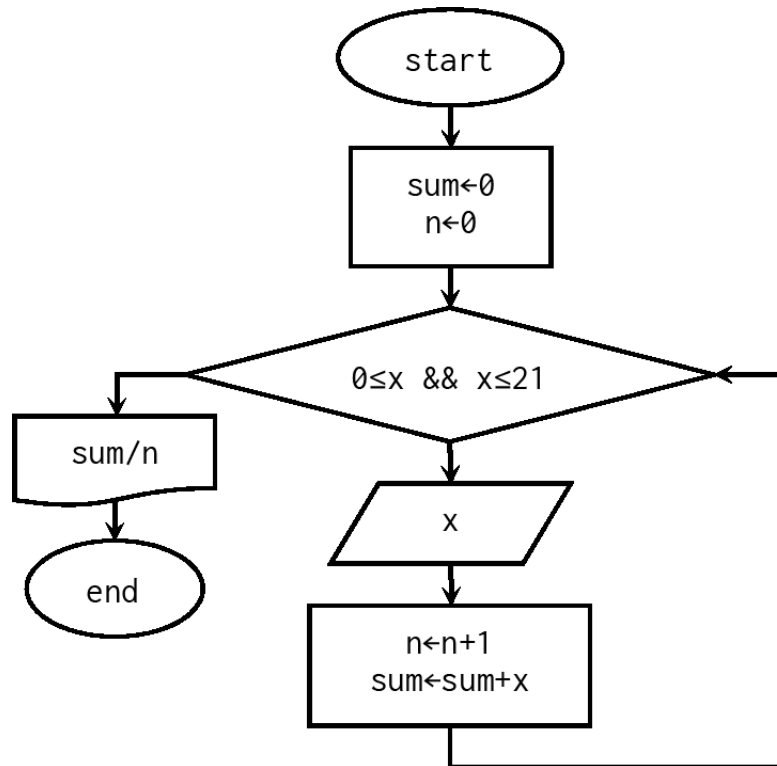 start
sum←0
n←0
0≤x && x≤21
sum/n
x
end
n←n+1
sum←sum+x